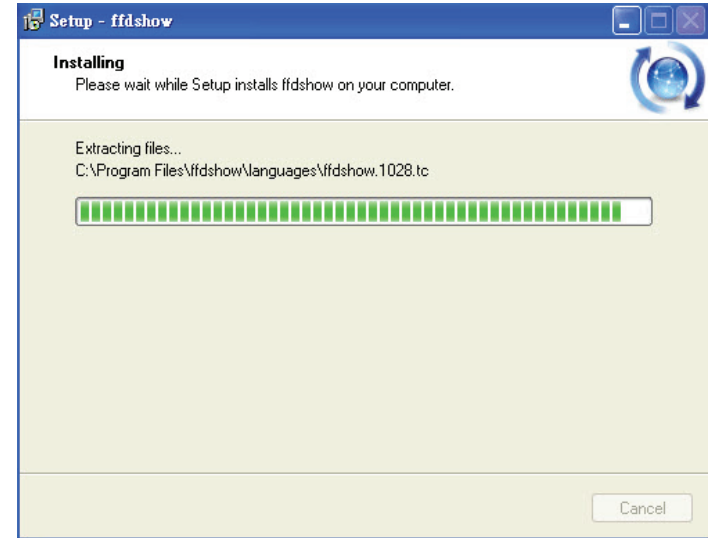 Setup - ffdshow
Installing
Please wait while Setup installs ffdshow on your computer.
Extracting files...
C:\Program Files\ffdshow\languages\ffdshow.1028.tc
Cancel